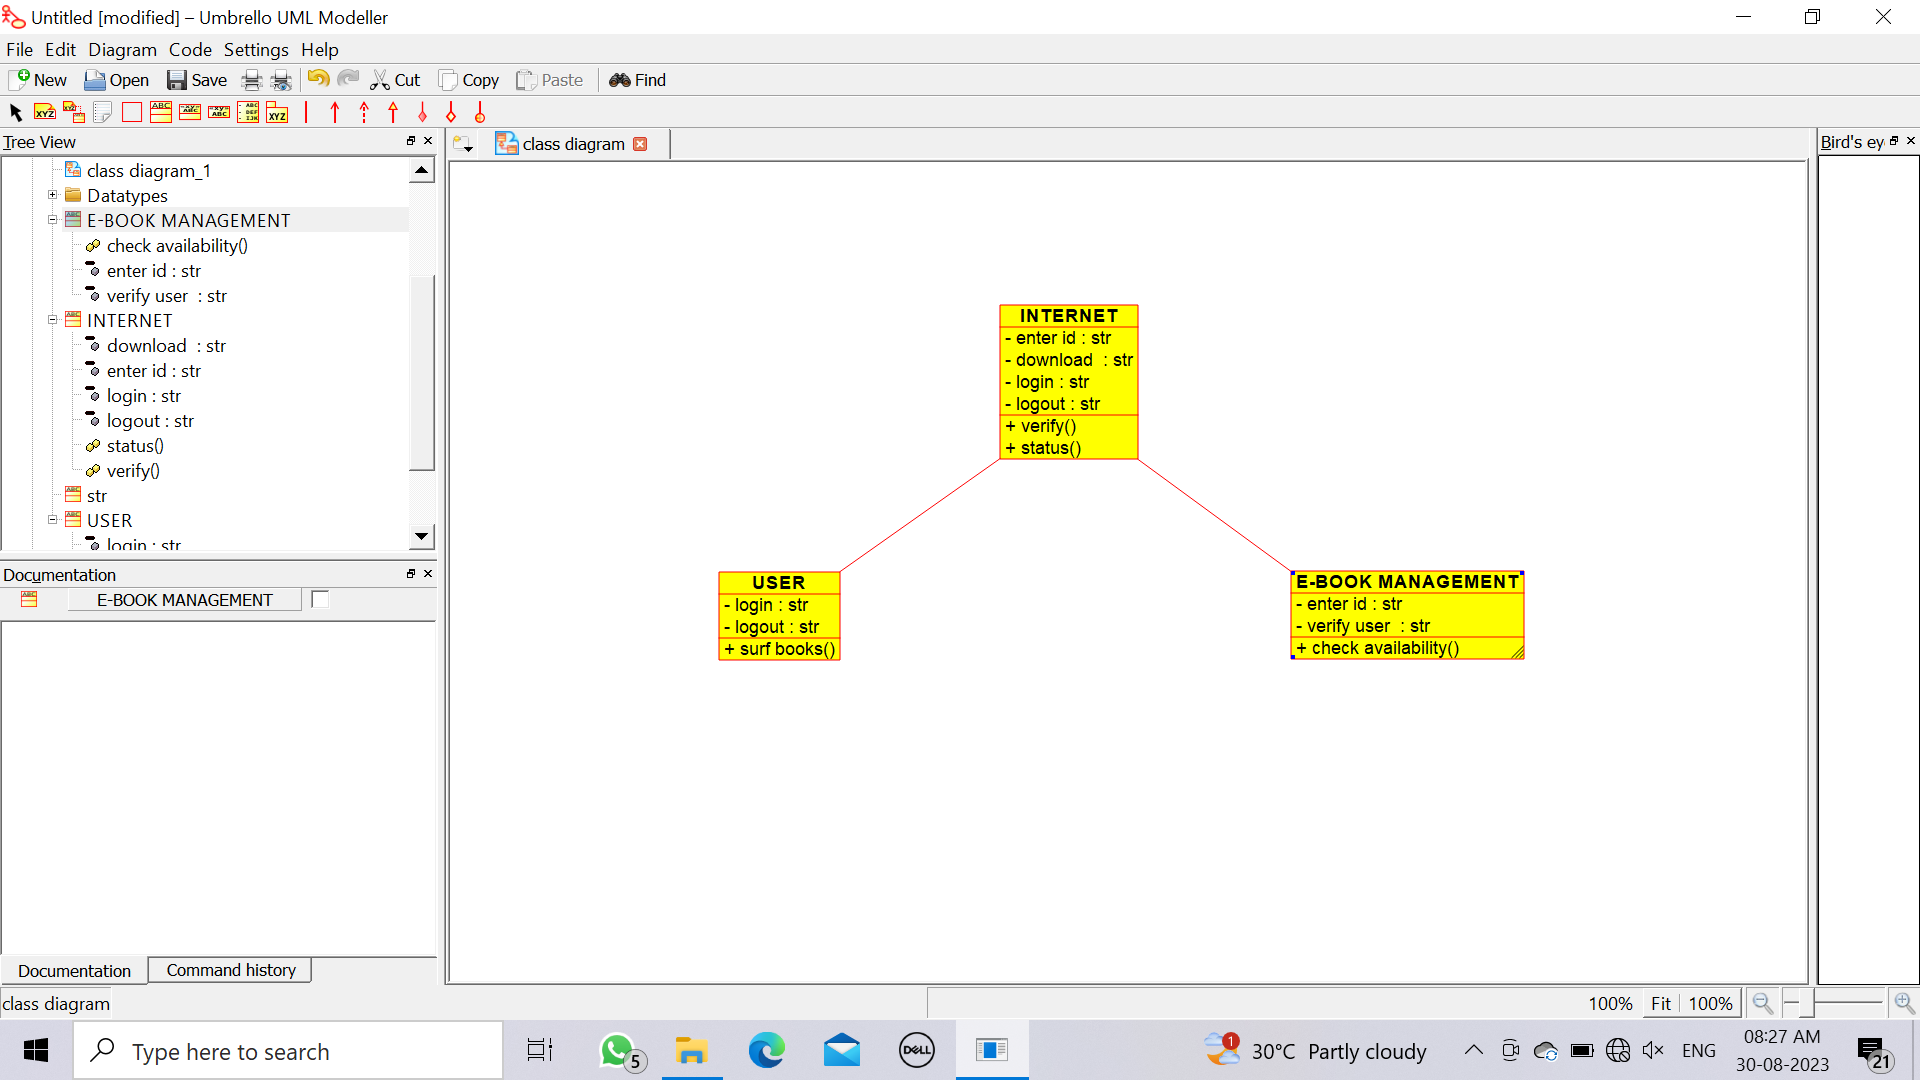 Untitled [modified] – Umbrello UML Modeller
File Edit Diagram Code Settings Help
New Open Save Cut Copy Paste Find
Tree View
class diagram
Bird's ey
class diagram_1
Datatypes
E-BOOK MANAGEMENT
check availability()
enter id : str
verify user : str
INTERNET
download : str
enter id : str
login : str
logout : str
status()
verify()
str
USER
login : str
INTERNET
- enter id : str
- download : str
- login : str
- logout : str
+ verify()
+ status()
USER
- login : str
- logout : str
+ surf books()
E-BOOK MANAGEMENT
- enter id : str
- verify user : str
+ check availability()
Documentation
E-BOOK MANAGEMENT
Documentation Command history
class diagram
100% Fit 100%
Type here to search
5
DELL
1
30°C Partly cloudy
ENG
08:27 AM
30-08-2023
21